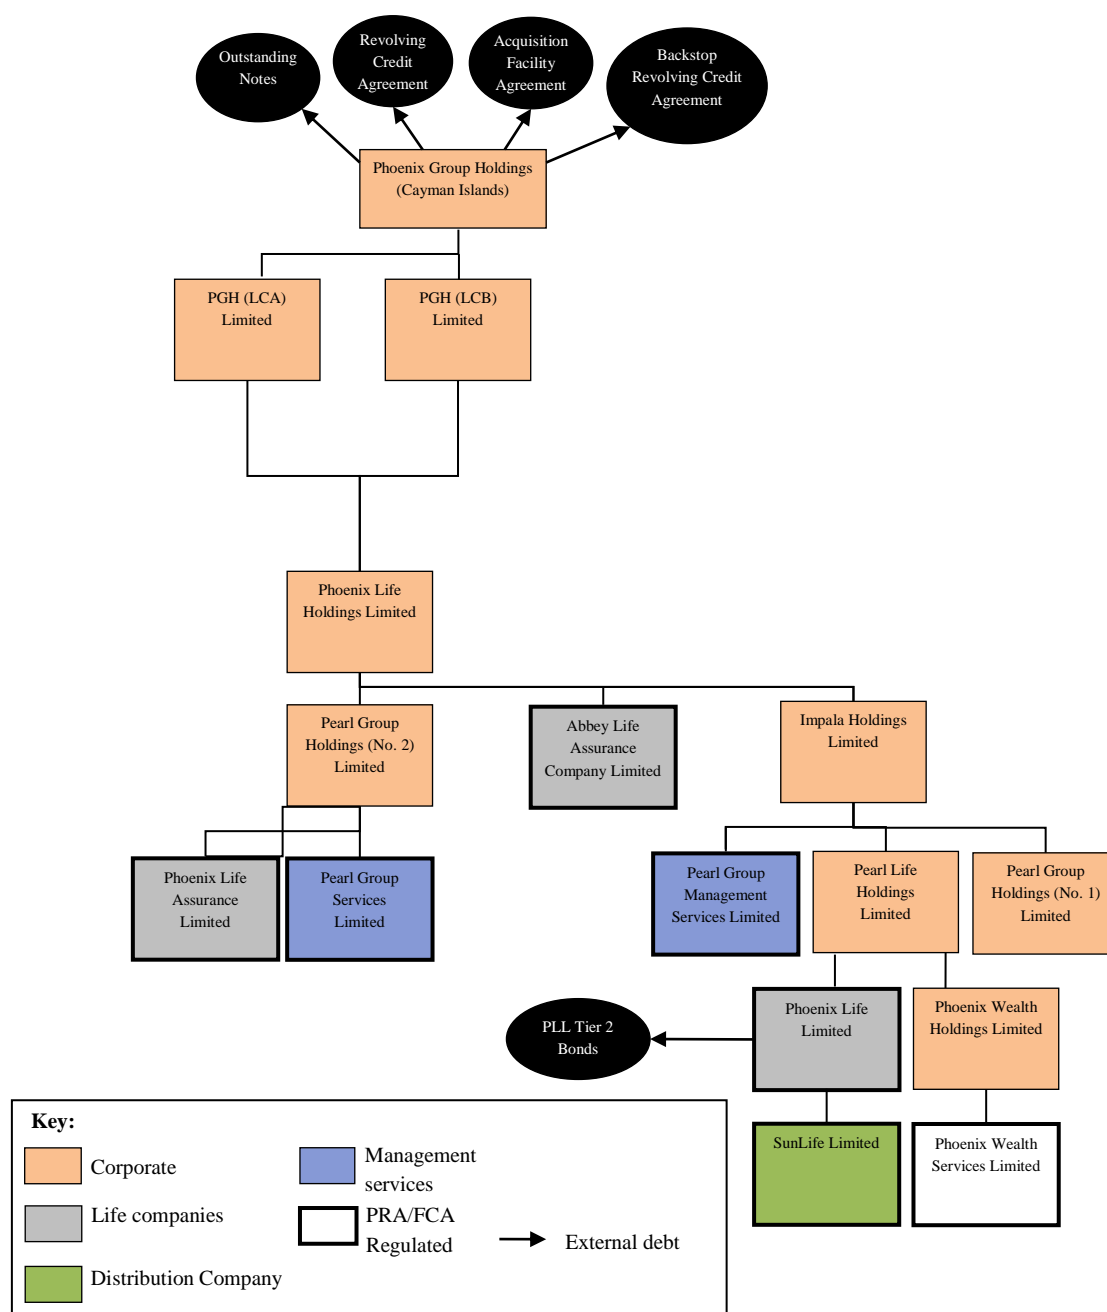 Outstanding
Notes
Revolving
Credit
Agreement
Acquisition
Facility
Agreement
Backstop
Revolving Credit
Agreement
Phoenix Group Holdings
(Cayman Islands)
PGH (LCA)
Limited
PGH (LCB)
Limited
Phoenix Life
Holdings Limited
Pearl Group
Holdings (No. 2)
Limited
Abbey Life
Assurance
Company Limited
Impala Holdings
Limited
Phoenix Life
Assurance
Limited
Pearl Group
Services
Limited
Pearl Group
Management
Services Limited
Pearl Life
Holdings
Limited
Pearl Group
Holdings (No. 1)
Limited
PLL Tier 2
Bonds
Phoenix Life
Limited
Phoenix Wealth
Holdings Limited
SunLife Limited
Phoenix Wealth
Services Limited
Key:
Corporate
Management
services
Life companies
PRA/FCA
Regulated
External debt
Distribution Company